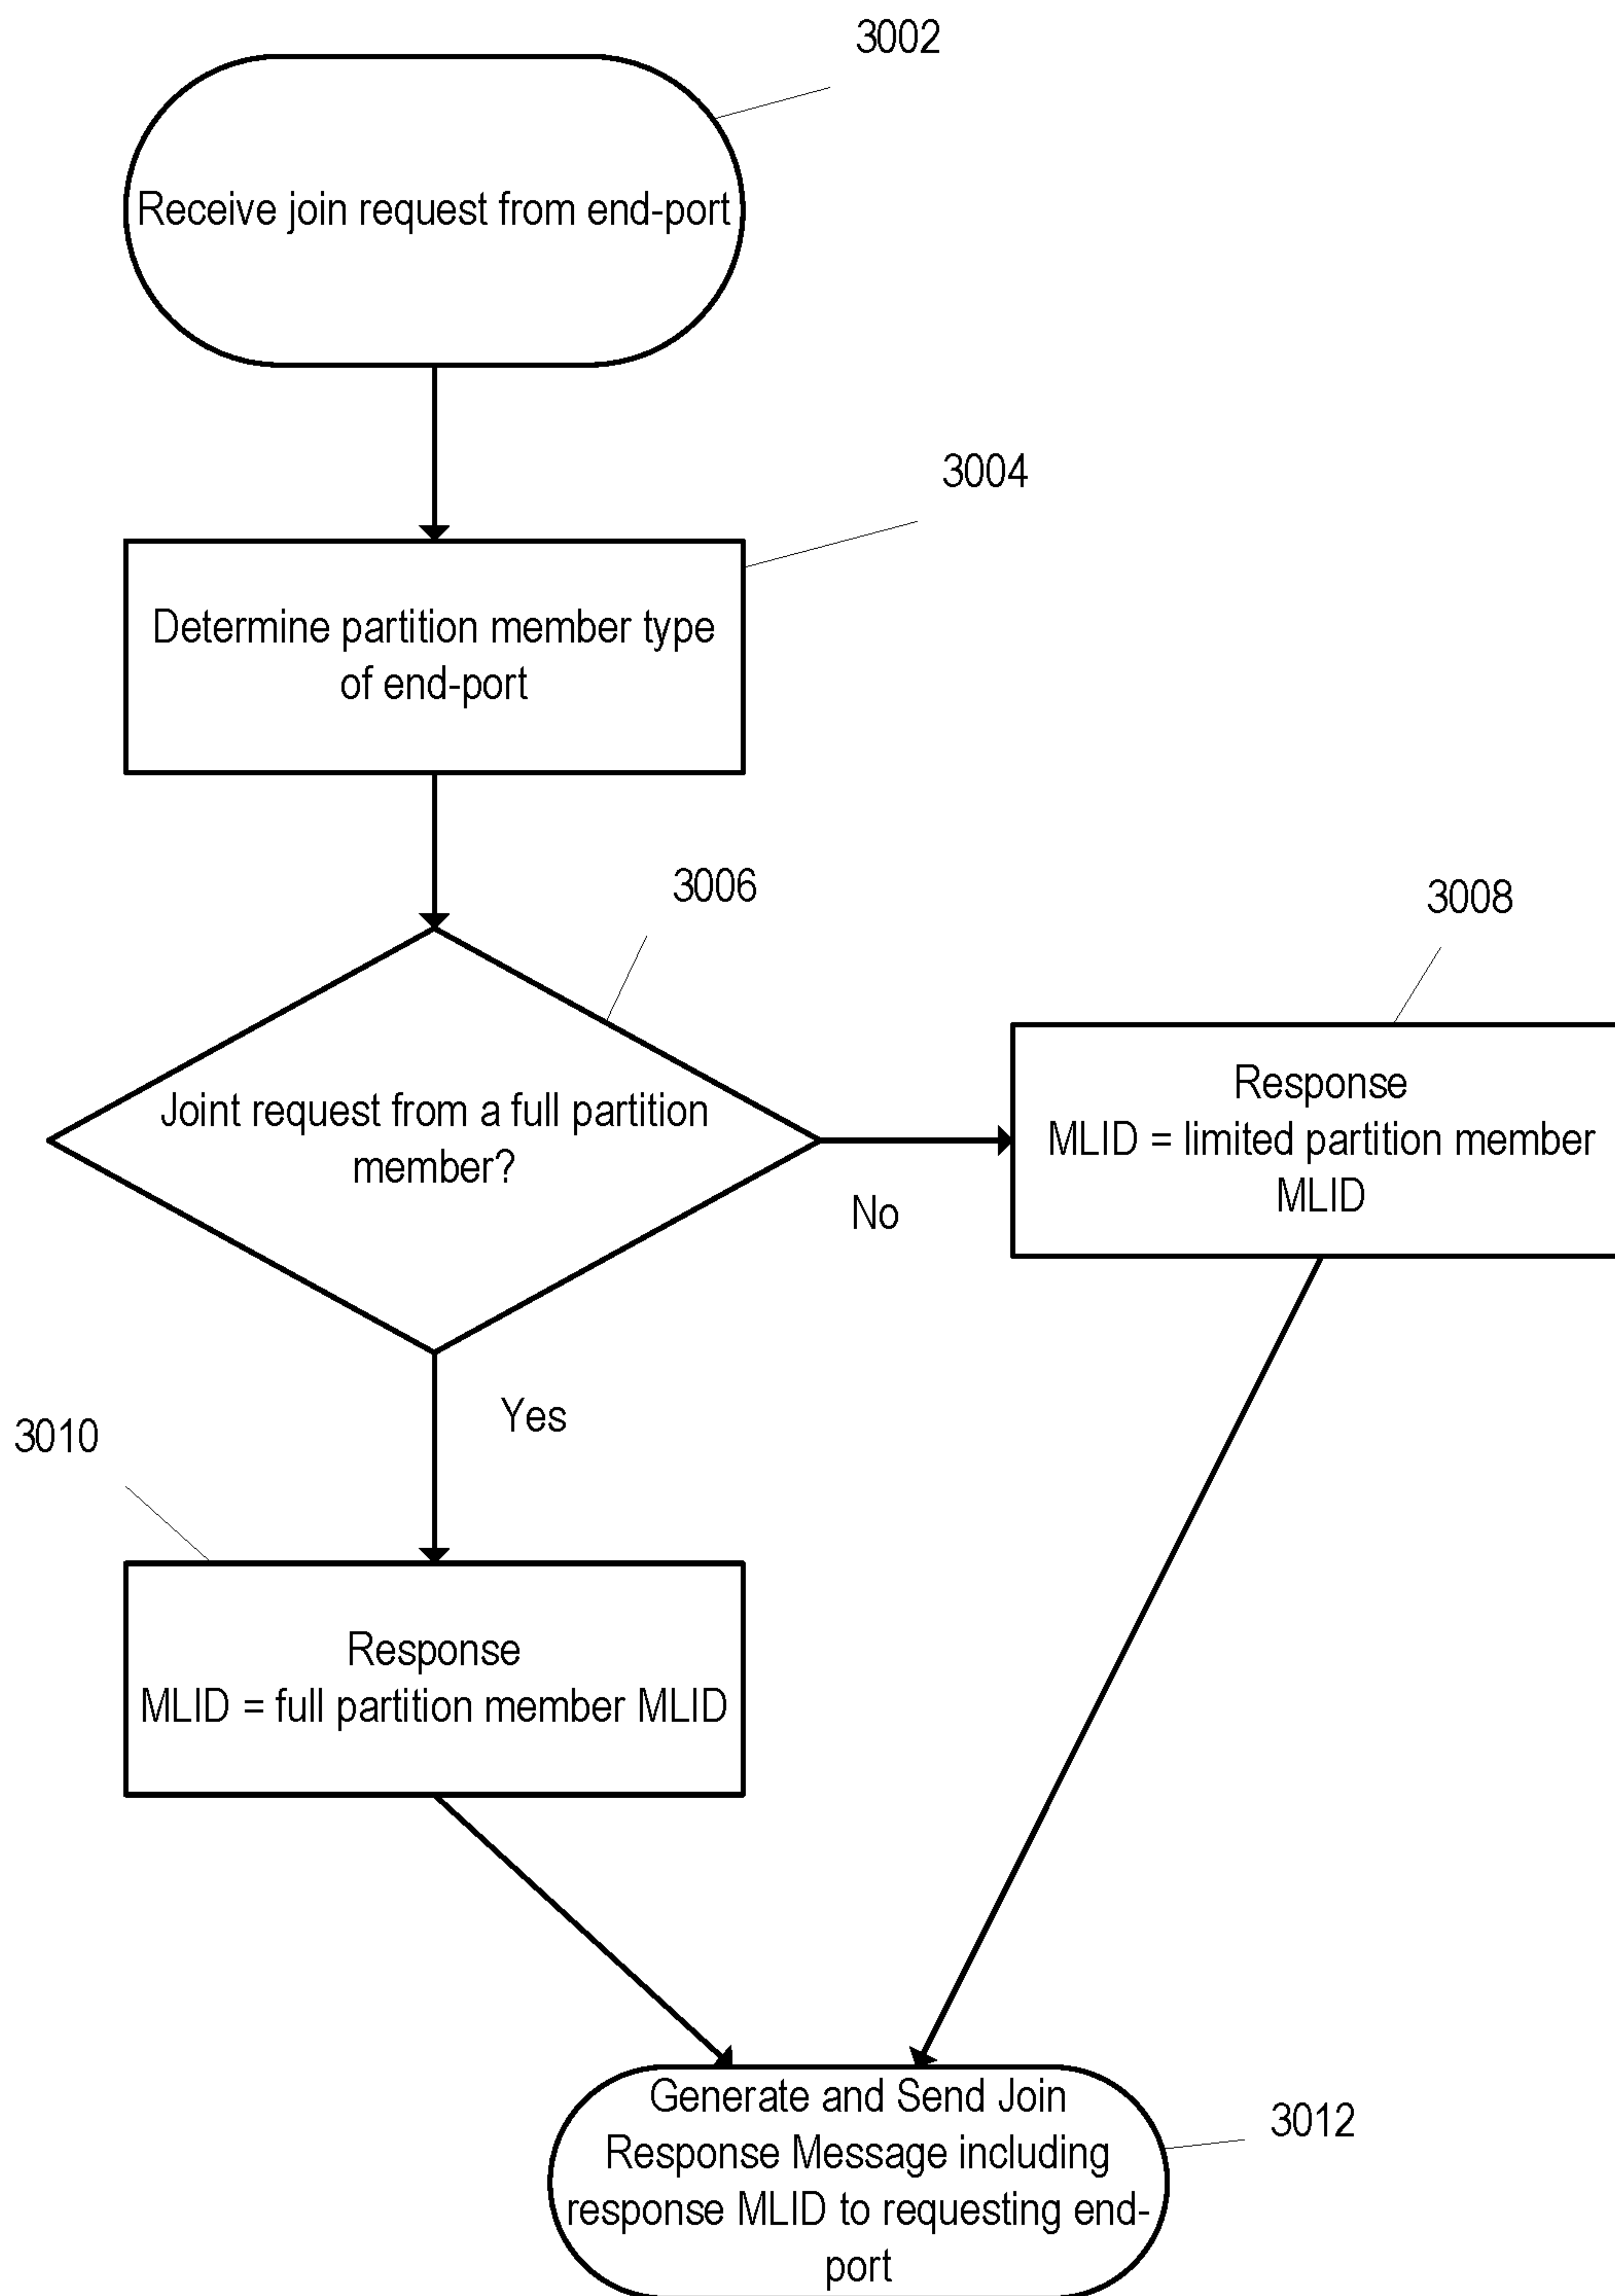 3002
Receive join request from end-port
3004
Determine partition member type
of end-port
3006
Joint request from a full partition
member?
3008
Response
MLID = limited partition member
MLID
No
Yes
3010
Response
MLID = full partition member MLID
Generate and Send Join
Response Message including
response MLID to requesting end-
port
3012